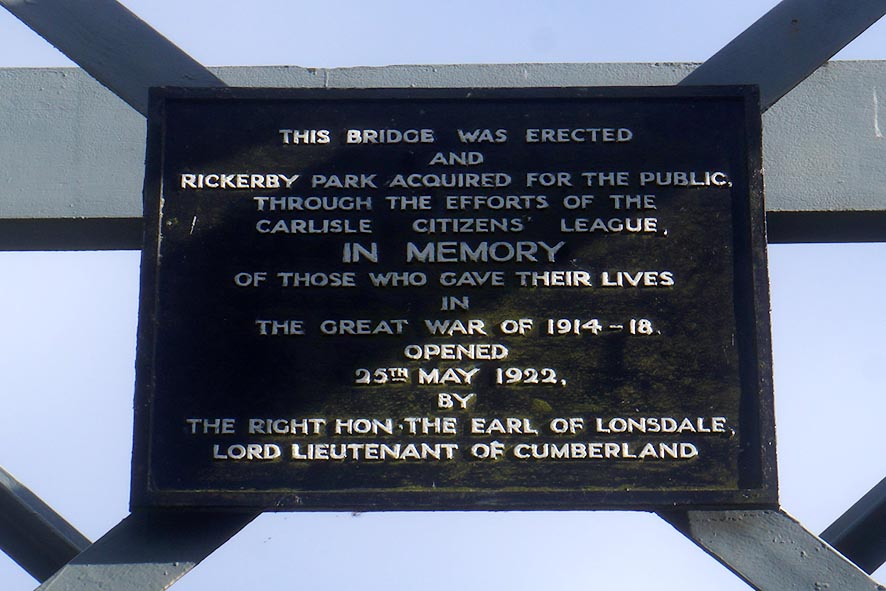 THIS BRIDGE WAS ERECTED
AND
RICKERBY PARK ACQUIRED FOR THE PUBLIC,
THROUGH THE EFFORTS OF THE
CARLISLE CITIZENS' LEAGUE,
IN MEMORY
OF THOSE WHO GAVE THEIR LIVES
IN
THE GREAT WAR OF 1914-18.
OPENED
25TH MAY 1922,
BY
THE RIGHT HON. THE EARL OF LONSDALE,
LORD LIEUTENANT OF CUMBERLAND